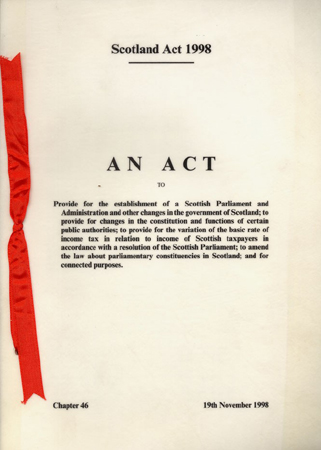 Scotland Act 1998
AN ACT
TO
Provide for the establishment of a Scottish Parliament and
Administration and other changes in the government of Scotland; to
provide for changes in the constitution and functions of certain
public authorities; to provide for the variation of the basic rate of
income tax in relation to income of Scottish taxpayers in
accordance with a resolution of the Scottish Parliament; to amend
the law about parliamentary constituencies in Scotland; and for
connected purposes.
Chapter 46 19th November 1998